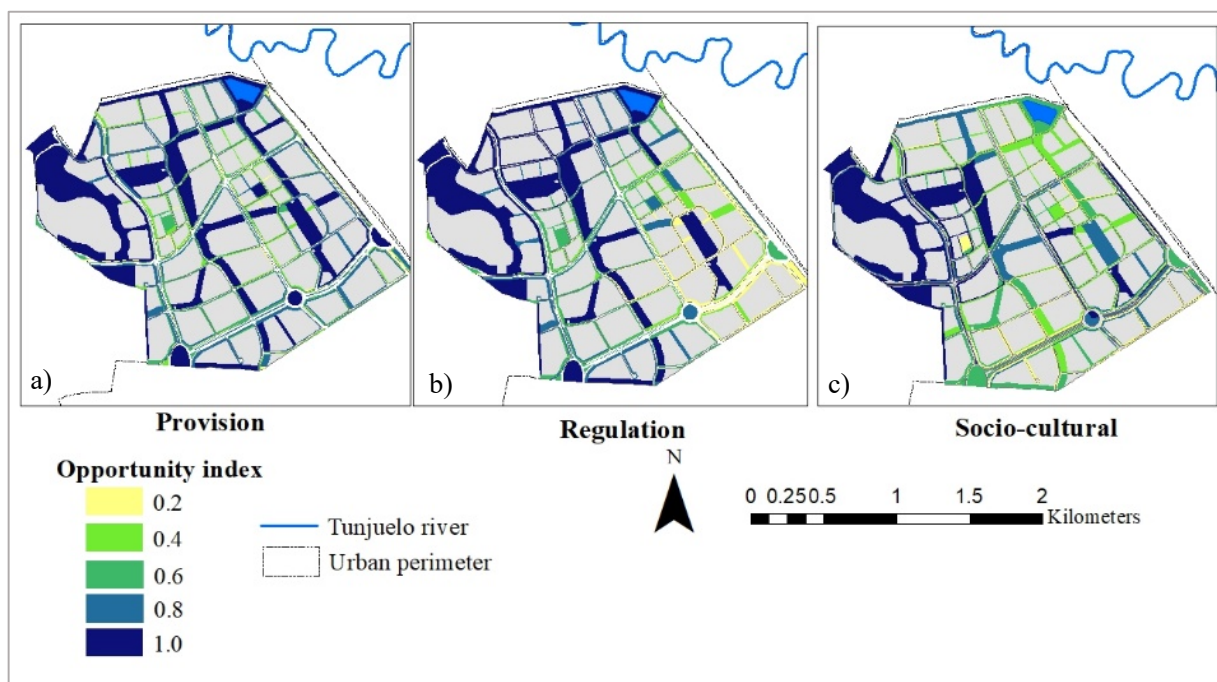 a)
b)
c)
Provision
Regulation
Socio-cultural
Opportunity index
0.2
0.4
0.6
0.8
1.0
Tunjuelo river
Urban perimeter
N
0 0.25 0.5 1 1.5 2
Kilometers